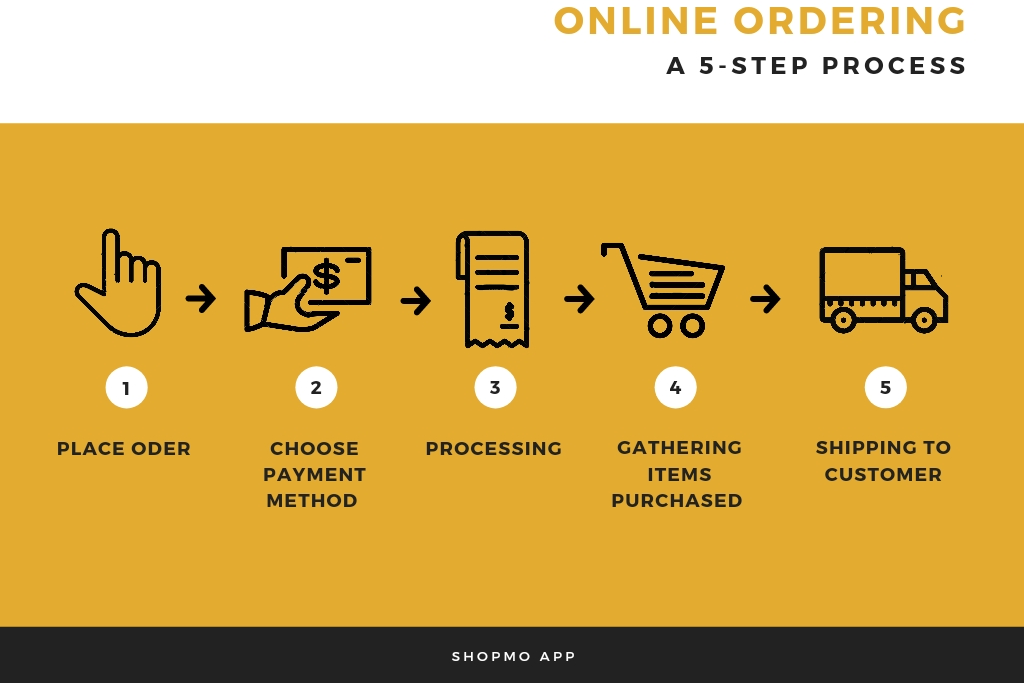 ONLINE ORDERING
A 5-STEP PROCESS
$
$
1
2
3
4
5
PLACE ODER
CHOOSE
PAYMENT
METHOD
PROCESSING
GATHERING
ITEMS
PURCHASED
SHIPPING TO
CUSTOMER
SHOPMO APP